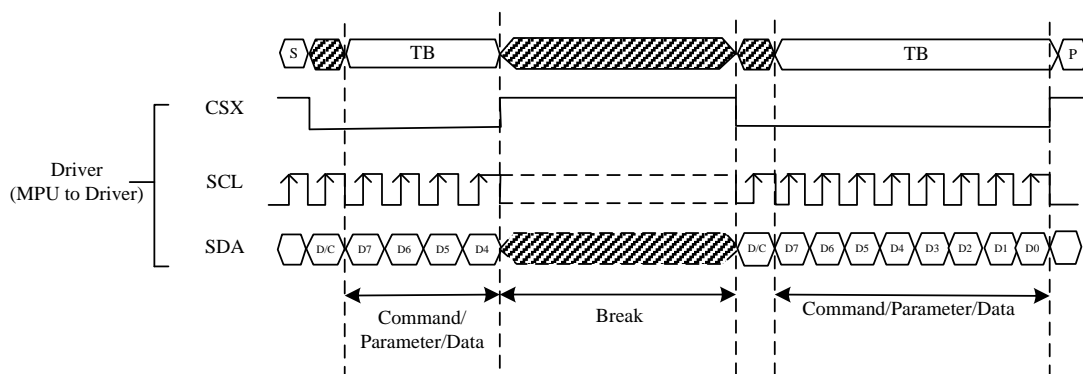 S TB TB P
CSX
Driver
(MPU to Driver)
SCL
SDA D/C D7 D6 D5 D4 D/C D7 D6 D5 D4 D3 D2 D1 D0
Command/
Parameter/Data
Break
Command/Parameter/Data